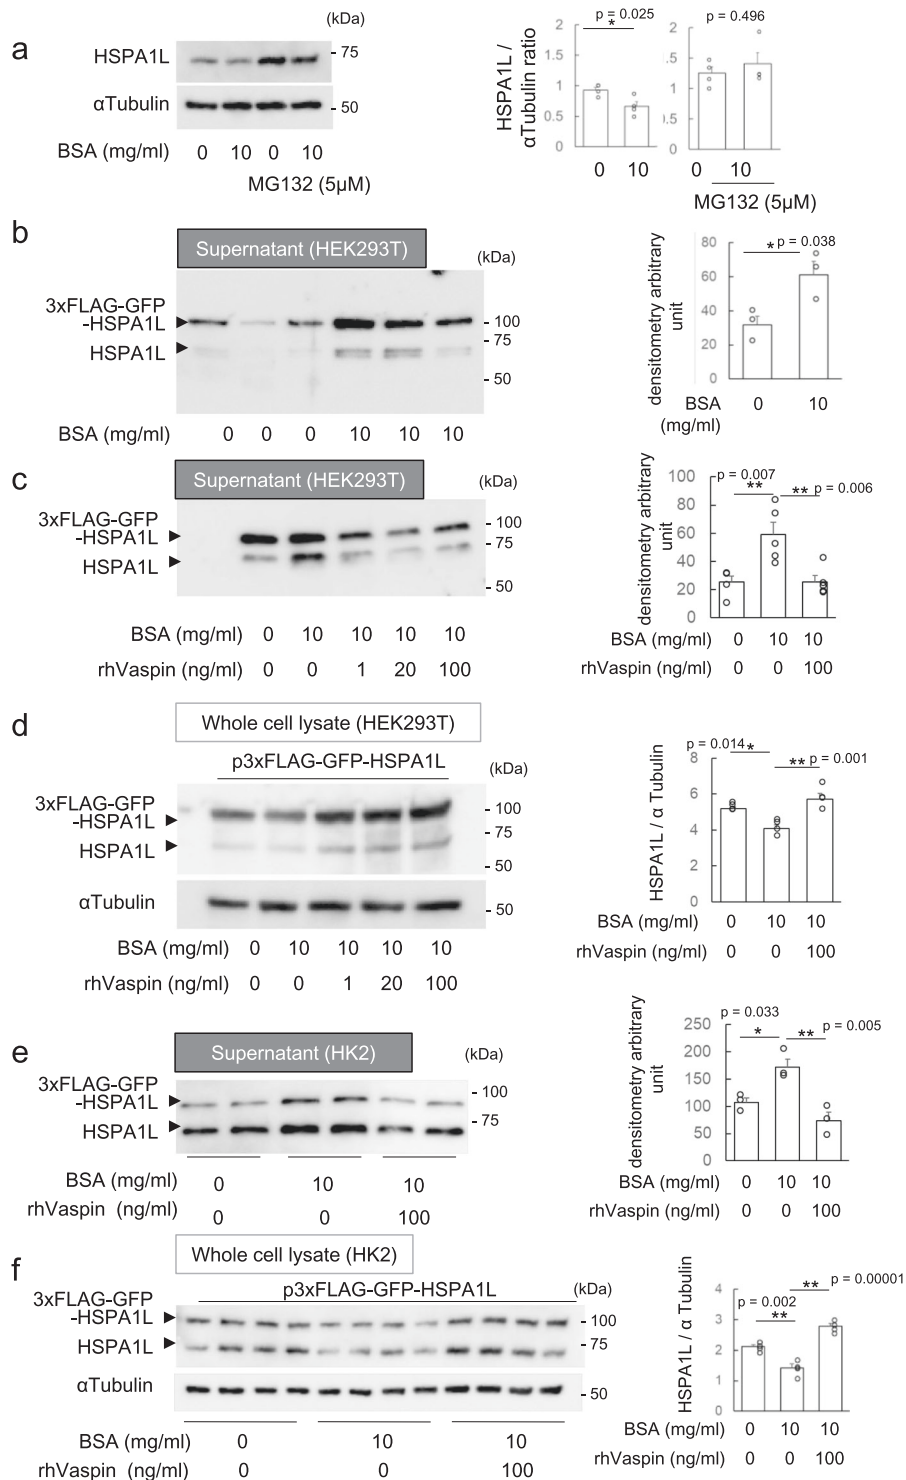 a
(kDa)
HSPA1L
- 75
αTubulin
- 50
BSA (mg/ml) 0 10 0 10
MG132 (5μM)
HSPA1L /
αTubulin ratio
p = 0.025
*
2
1.5
1
0.5
0
0 10
p = 0.496
2
1.5
1
0.5
0
0 10
MG132 (5μM)
b
Supernatant (HEK293T)
(kDa)
3xFLAG-GFP
-HSPA1L
HSPA1L
- 100
- 75
- 50
BSA (mg/ml) 0 0 0 10 10 10
densitometry arbitrary
unit
* p = 0.038
80
60
40
20
0
BSA
(mg/ml)
0 10
c
Supernatant (HEK293T)
(kDa)
3xFLAG-GFP
-HSPA1L
HSPA1L
- 100
- 75
- 50
BSA (mg/ml) 0 10 10 10 10
rhVaspin (ng/ml) 0 0 1 20 100
densitometry arbitrary
unit
p = 0.007
** ** p = 0.006
100
80
60
40
20
0
BSA (mg/ml) 0 10 10
rhVaspin (ng/ml) 0 0 100
d
Whole cell lysate (HEK293T)
p3xFLAG-GFP-HSPA1L
(kDa)
3xFLAG-GFP
-HSPA1L
HSPA1L
- 100
- 75
- 50
αTubulin
- 50
BSA (mg/ml) 0 10 10 10 10
rhVaspin (ng/ml) 0 0 1 20 100
HSPA1L / α Tubulin
p = 0.014 * ** p = 0.001
8
6
4
2
0
BSA (mg/ml) 0 10 10
rhVaspin (ng/ml) 0 0 100
e
Supernatant (HK2)
(kDa)
3xFLAG-GFP
-HSPA1L
HSPA1L
- 100
- 75
BSA (mg/ml) 0 10 10
rhVaspin (ng/ml) 0 0 100
densitometry arbitrary
unit
p = 0.033
* ** p = 0.005
250
200
150
100
50
0
BSA (mg/ml) 0 10 10
rhVaspin (ng/ml) 0 0 100
f
Whole cell lysate (HK2)
p3xFLAG-GFP-HSPA1L
(kDa)
3xFLAG-GFP
-HSPA1L
HSPA1L
- 100
- 75
αTubulin
- 50
BSA (mg/ml) 0 10 10
rhVaspin (ng/ml) 0 0 100
HSPA1L / α Tubulin
** p = 0.00001
p = 0.002
**
4
3
2
1
0
BSA (mg/ml) 0 10 10
rhVaspin (ng/ml) 0 0 100